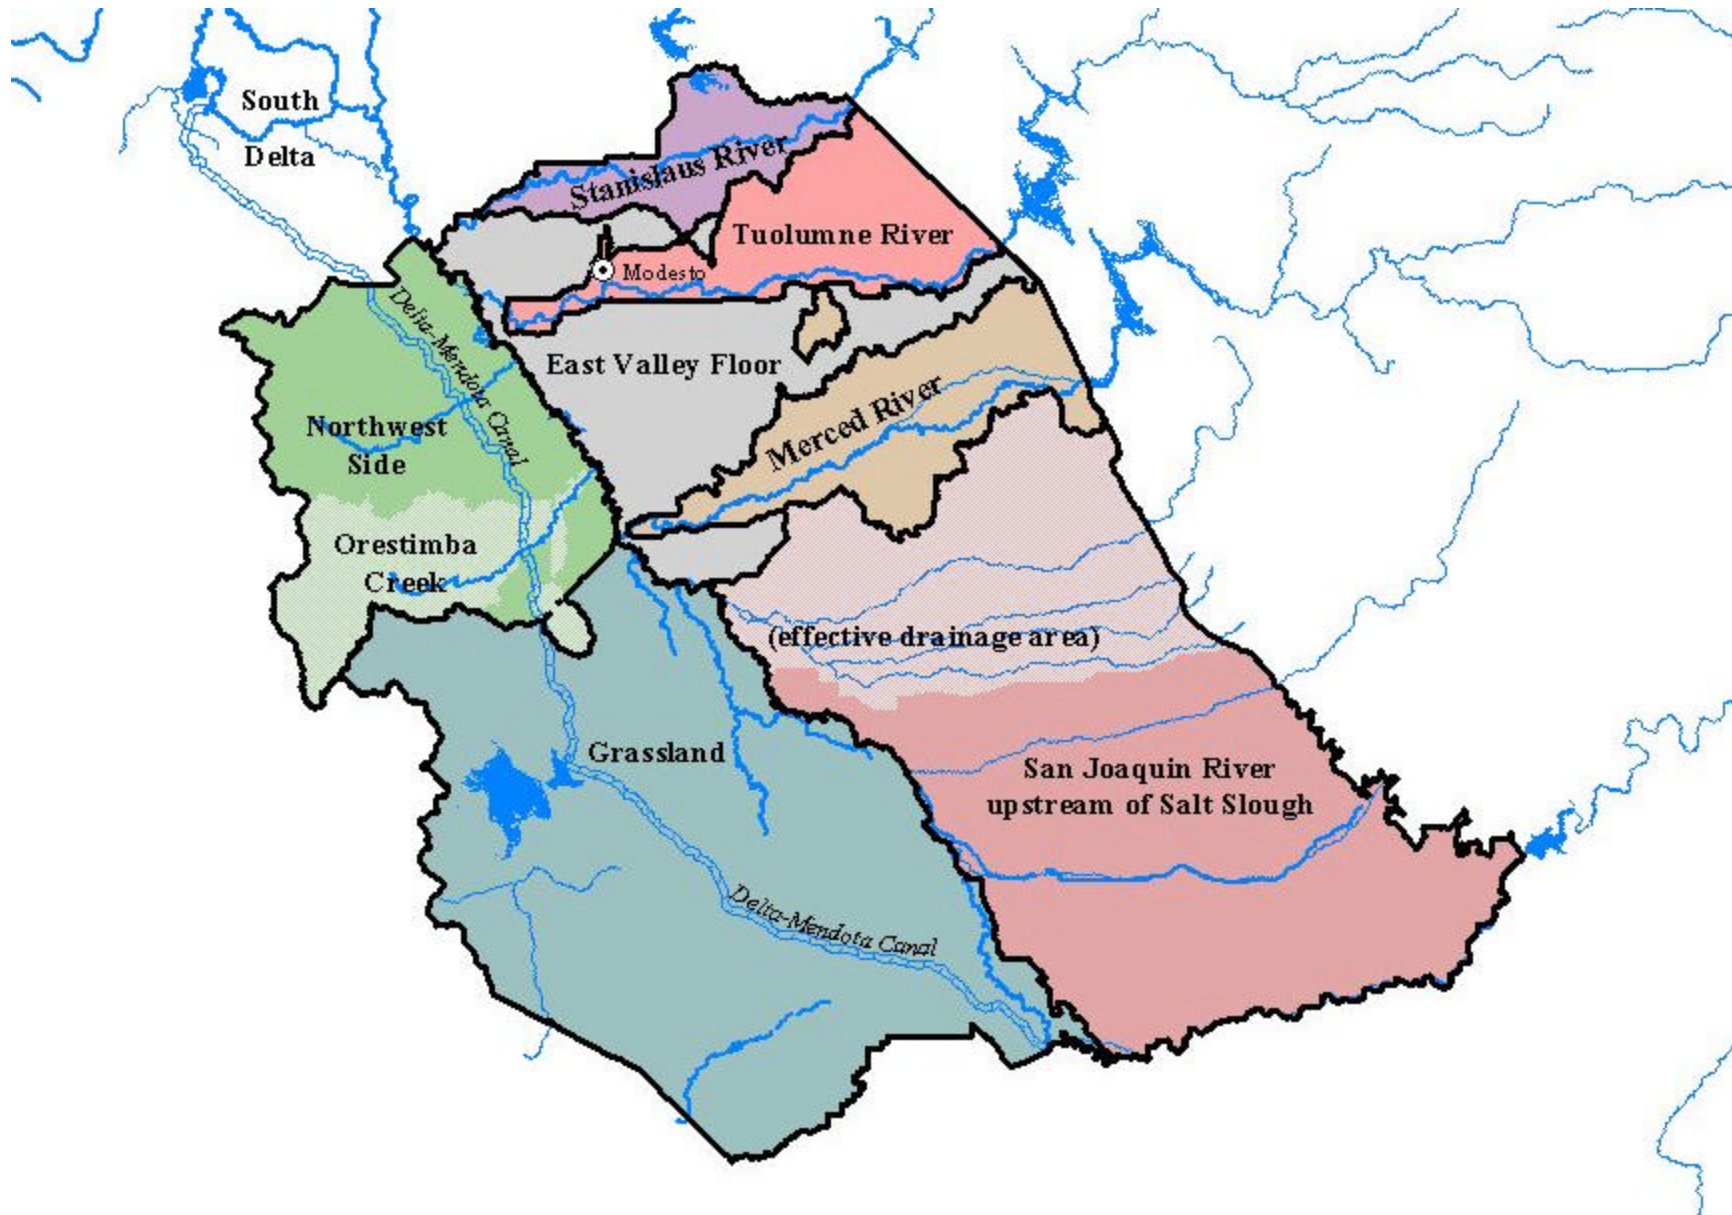 South
Delta
Stanislaus River
Tuolumne River
Modesto
Delta-Mendota Canal
East Valley Floor
Merced River
Northwest
Side
Orestimba
Creek
(effective drainage area)
Grassland
San Joaquin River
upstream of Salt Slough
Delta-Mendota Canal